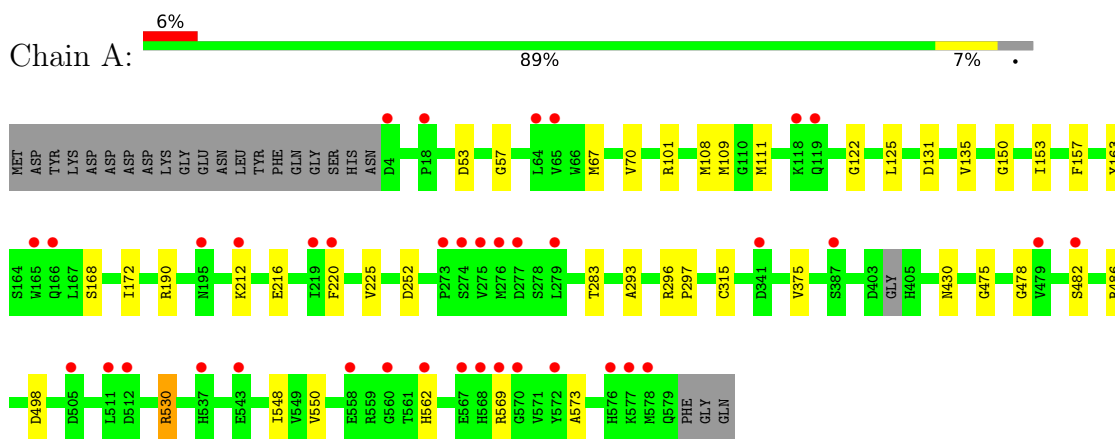 6%
Chain A:
89% 7% •
MET ASP TYR LYS ASP ASP ASP ASP LYS GLY GLU ASN LEU TYR PHE GLN GLY SER HIS ASN D4 P18 D53 G57 L64 V65 W66 M67 V70 R101 M108 M109 G110 M111 K118 Q119 G122 L125 D131 V135 G150 I153 F157 Y163
S164 W165 Q166 L167 S168 I172 R190 N195 K212 E216 I219 F220 V225 D252 P273 S274 V275 M276 D277 S278 L279 T283 A293 R296 P297 C315 D341 V375 S387 D403 GLY H405 N430 G475 G478 V479 S482 R486
D498 D505 L511 D512 R530 H537 E543 I548 V549 V550 E558 R559 G560 T561 H562 E567 H568 R569 G570 V571 Y572 A573 H576 K577 M578 Q579 PHE GLY GLN